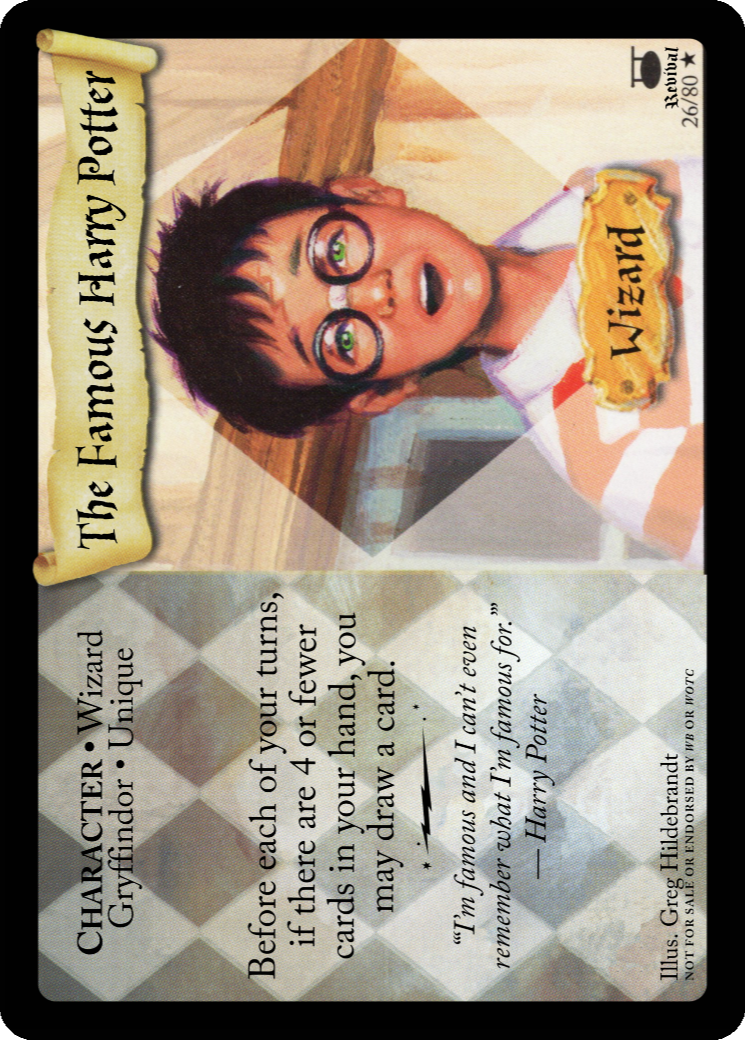 The Famous Harry Potter
CHARACTER • Wizard
Gryffindor • Unique
Before each of your turns,
if there are 4 or fewer
cards in your hand, you
may draw a card.
“‘I’m famous and I can’t even
remember what I’m famous for.’”
— Harry Potter
Illus. Greg Hildebrandt
NOT FOR SALE OR ENDORSED BY WB OR WOTC
Wizard
Revival
26/80 ★